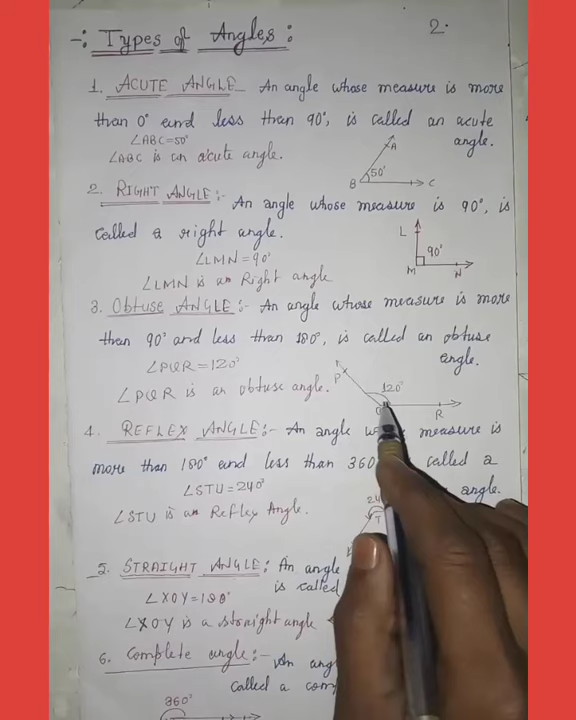 -: Types of Angles:
2.
1. ACUTE ANGLE_ An angle whose measure is more
than 0° and less than 90°, is called an acute
angle.
∠ABC=50°
∠ABC is an acute angle.
A
50°
B
C
2. RIGHT ANGLE:- An angle whose measure is 90°, is
called a right angle.
L
∠LMN=90°
90°
∠LMN is an Right angle
M
N
3. Obtuse ANGLE:- An angle whose measure is more
than 90° and less than 180°, is called an obtuse
angle.
∠PQR=120°
P
120°
∠PQR is an obtuse angle.
R
4. REFLEX ANGLE:- An angle measure is
more than 180° and less than 360 called a
angle.
∠STU=240°
24
T
∠STU is an Reflex Angle.
5. STRAIGHT ANGLE: An angle
is called
∠XOY=180°
∠XOY is a straight angle
6. Complete angle:-
called a
360°